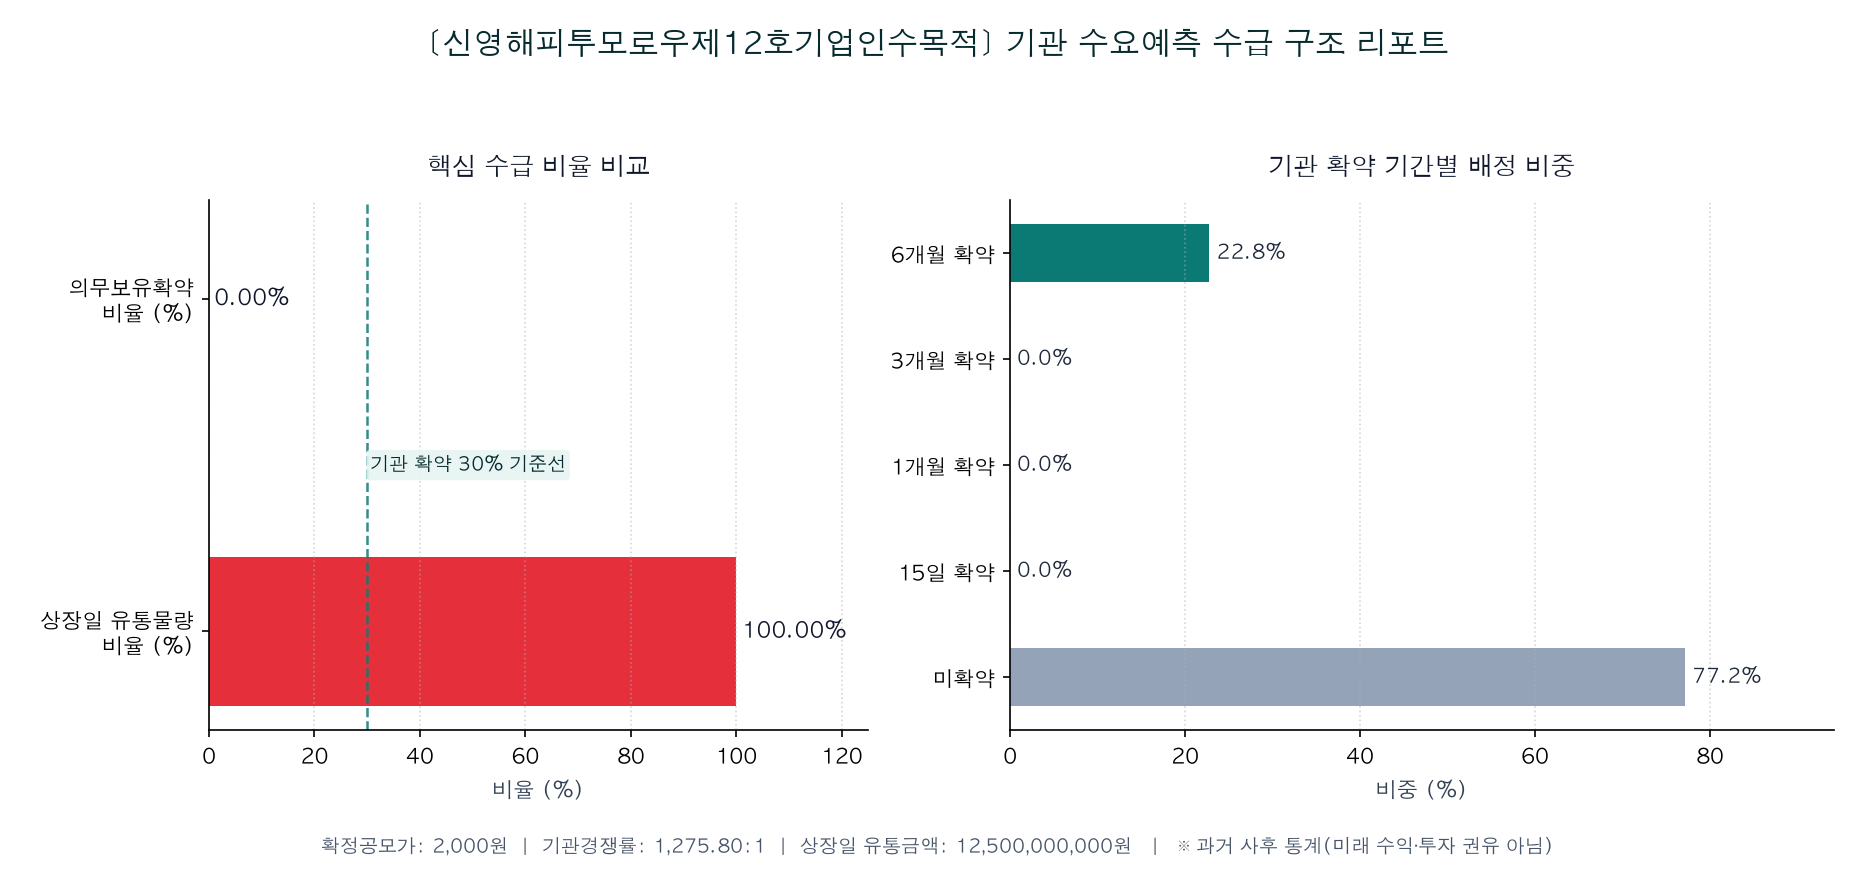 〔신영해피투모로우제12호기업인수목적〕 기관 수요예측 수급 구조 리포트
핵심 수급 비율 비교
의무보유확약
비율 (%)
0.00%
기관 확약 30% 기준선
상장일 유통물량
비율 (%)
100.00%
0 20 40 60 80 100 120
비율 (%)
기관 확약 기간별 배정 비중
6개월 확약 22.8%
3개월 확약 0.0%
1개월 확약 0.0%
15일 확약 0.0%
미확약 77.2%
0 20 40 60 80
비중 (%)
확정공모가: 2,000원 | 기관경쟁률: 1,275.80:1 | 상장일 유통금액: 12,500,000,000원 | ※ 과거 사후 통계(미래 수익·투자 권유 아님)